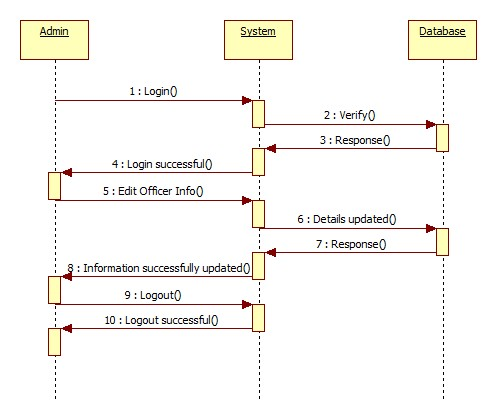 Admin
System
Database
1 : Login()
2 : Verify()
3 : Response()
4 : Login successful()
5 : Edit Officer Info()
6 : Details updated()
7 : Response()
8 : Information successfully updated()
9 : Logout()
10 : Logout successful()